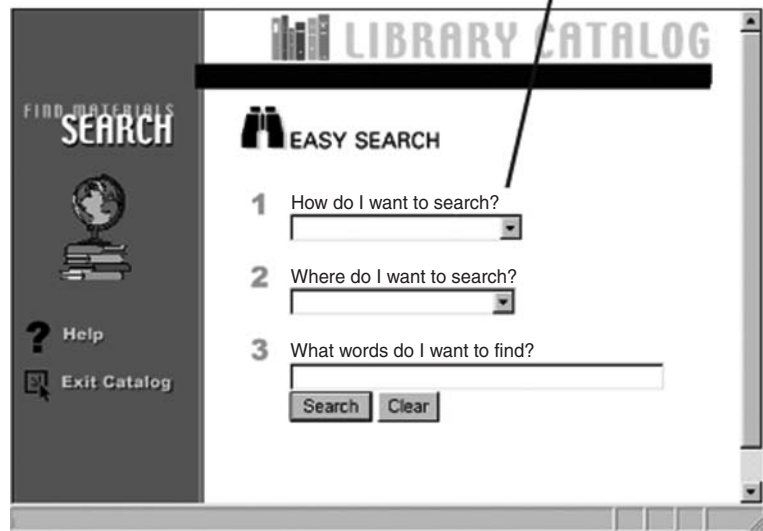 LIBRARY CATALOG
FIND MATERIALS
SEARCH
EASY SEARCH
1 How do I want to search?
2 Where do I want to search?
3 What words do I want to find?
Search Clear
? Help
Exit Catalog